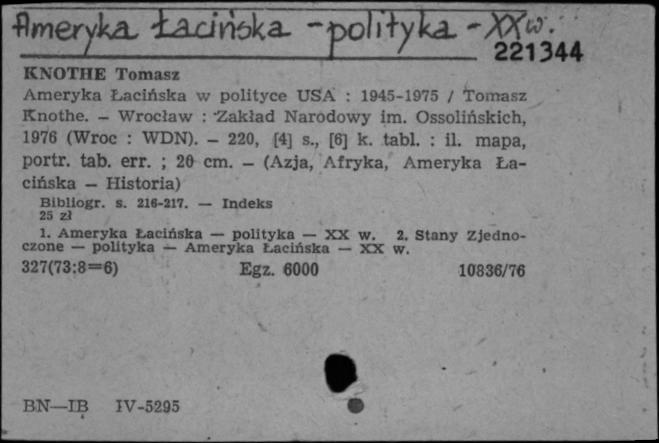 Ameryka Łacińska - polityka - XX w.
221344
KNOTHE Tomasz
Ameryka Łacińska w polityce USA : 1945-1975 / Tomasz
Knothe. — Wrocław : Zakład Narodowy im. Ossolińskich,
1976 (Wroc : WDN). — 220, [4] s., [6] k. tabl. : il. mapa,
portr. tab. err. ; 20 cm. — (Azja, Afryka, Ameryka Ła-
cińska — Historia)
Bibliogr. s. 216-217. — Indeks
25 zł
1. Ameryka Łacińska — polityka — XX w. 2. Stany Zjedno-
czone — polityka — Ameryka Łacińska — XX w.
327(73:8=6) Egz. 6000 10836/76
BN—IB IV-5295